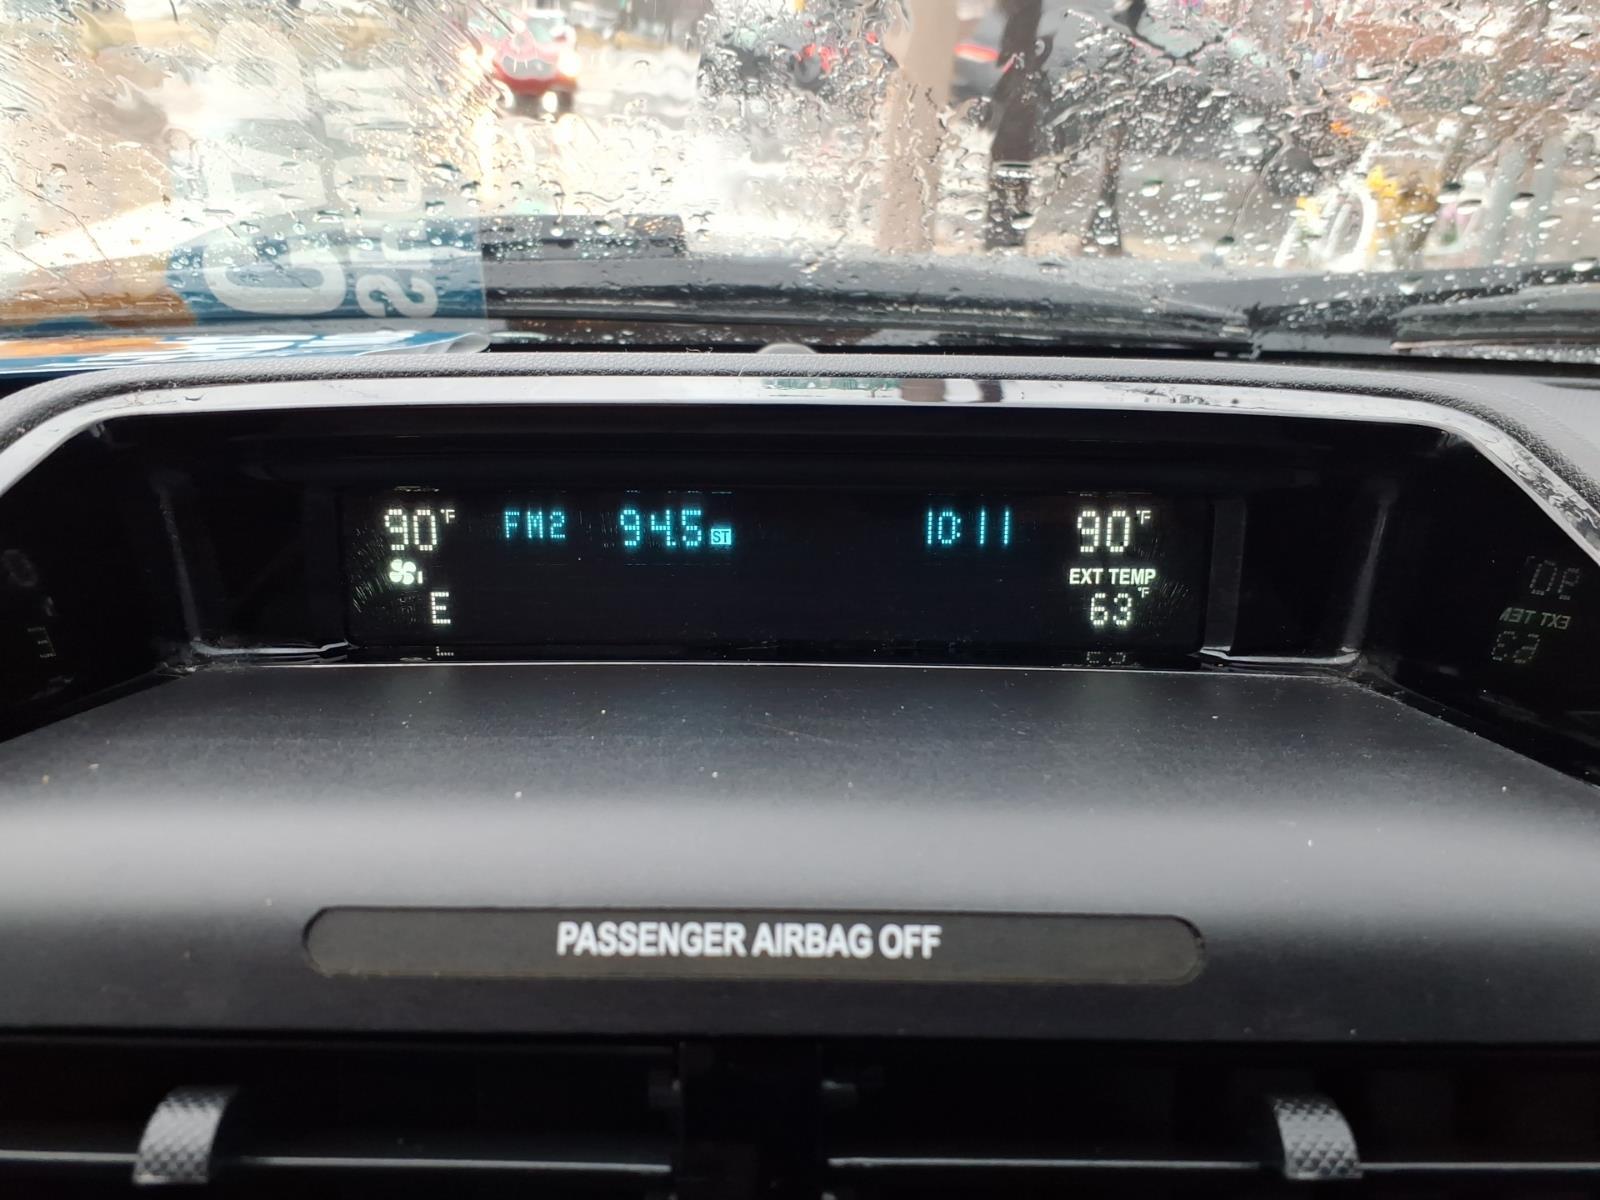 90°F FM2 94.5 ST 10:11 90°F
EXT TEMP
E 63°F
PASSENGER AIRBAG OFF